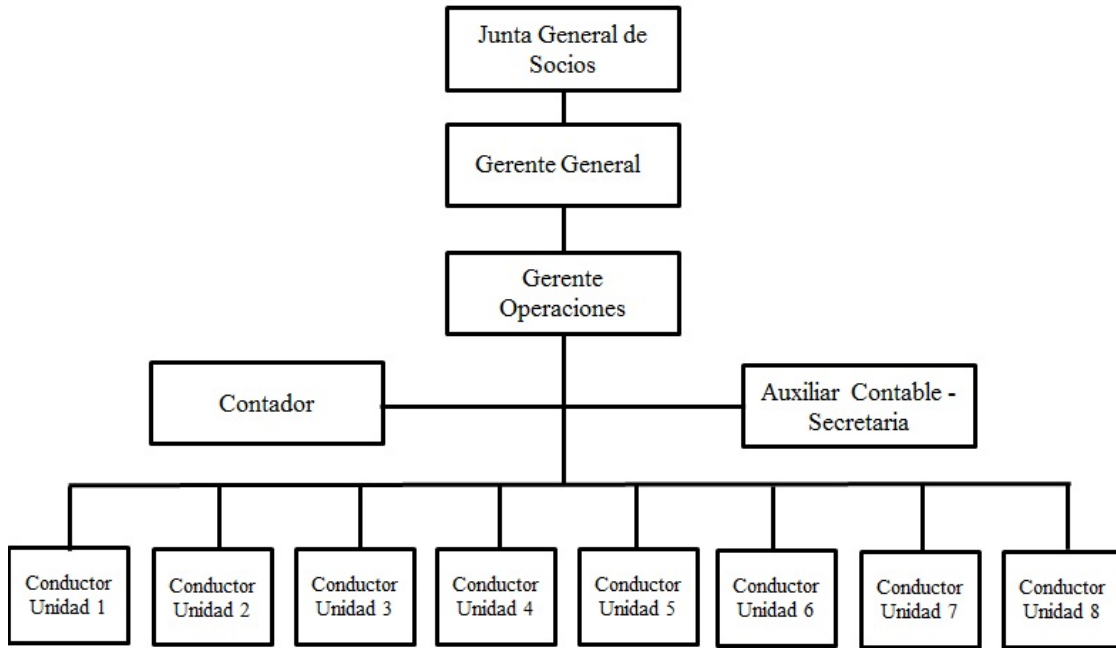 Junta General de
Socios
Gerente General
Gerente
Operaciones
Contador
Auxiliar Contable -
Secretaria
Conductor
Unidad 1
Conductor
Unidad 2
Conductor
Unidad 3
Conductor
Unidad 4
Conductor
Unidad 5
Conductor
Unidad 6
Conductor
Unidad 7
Conductor
Unidad 8